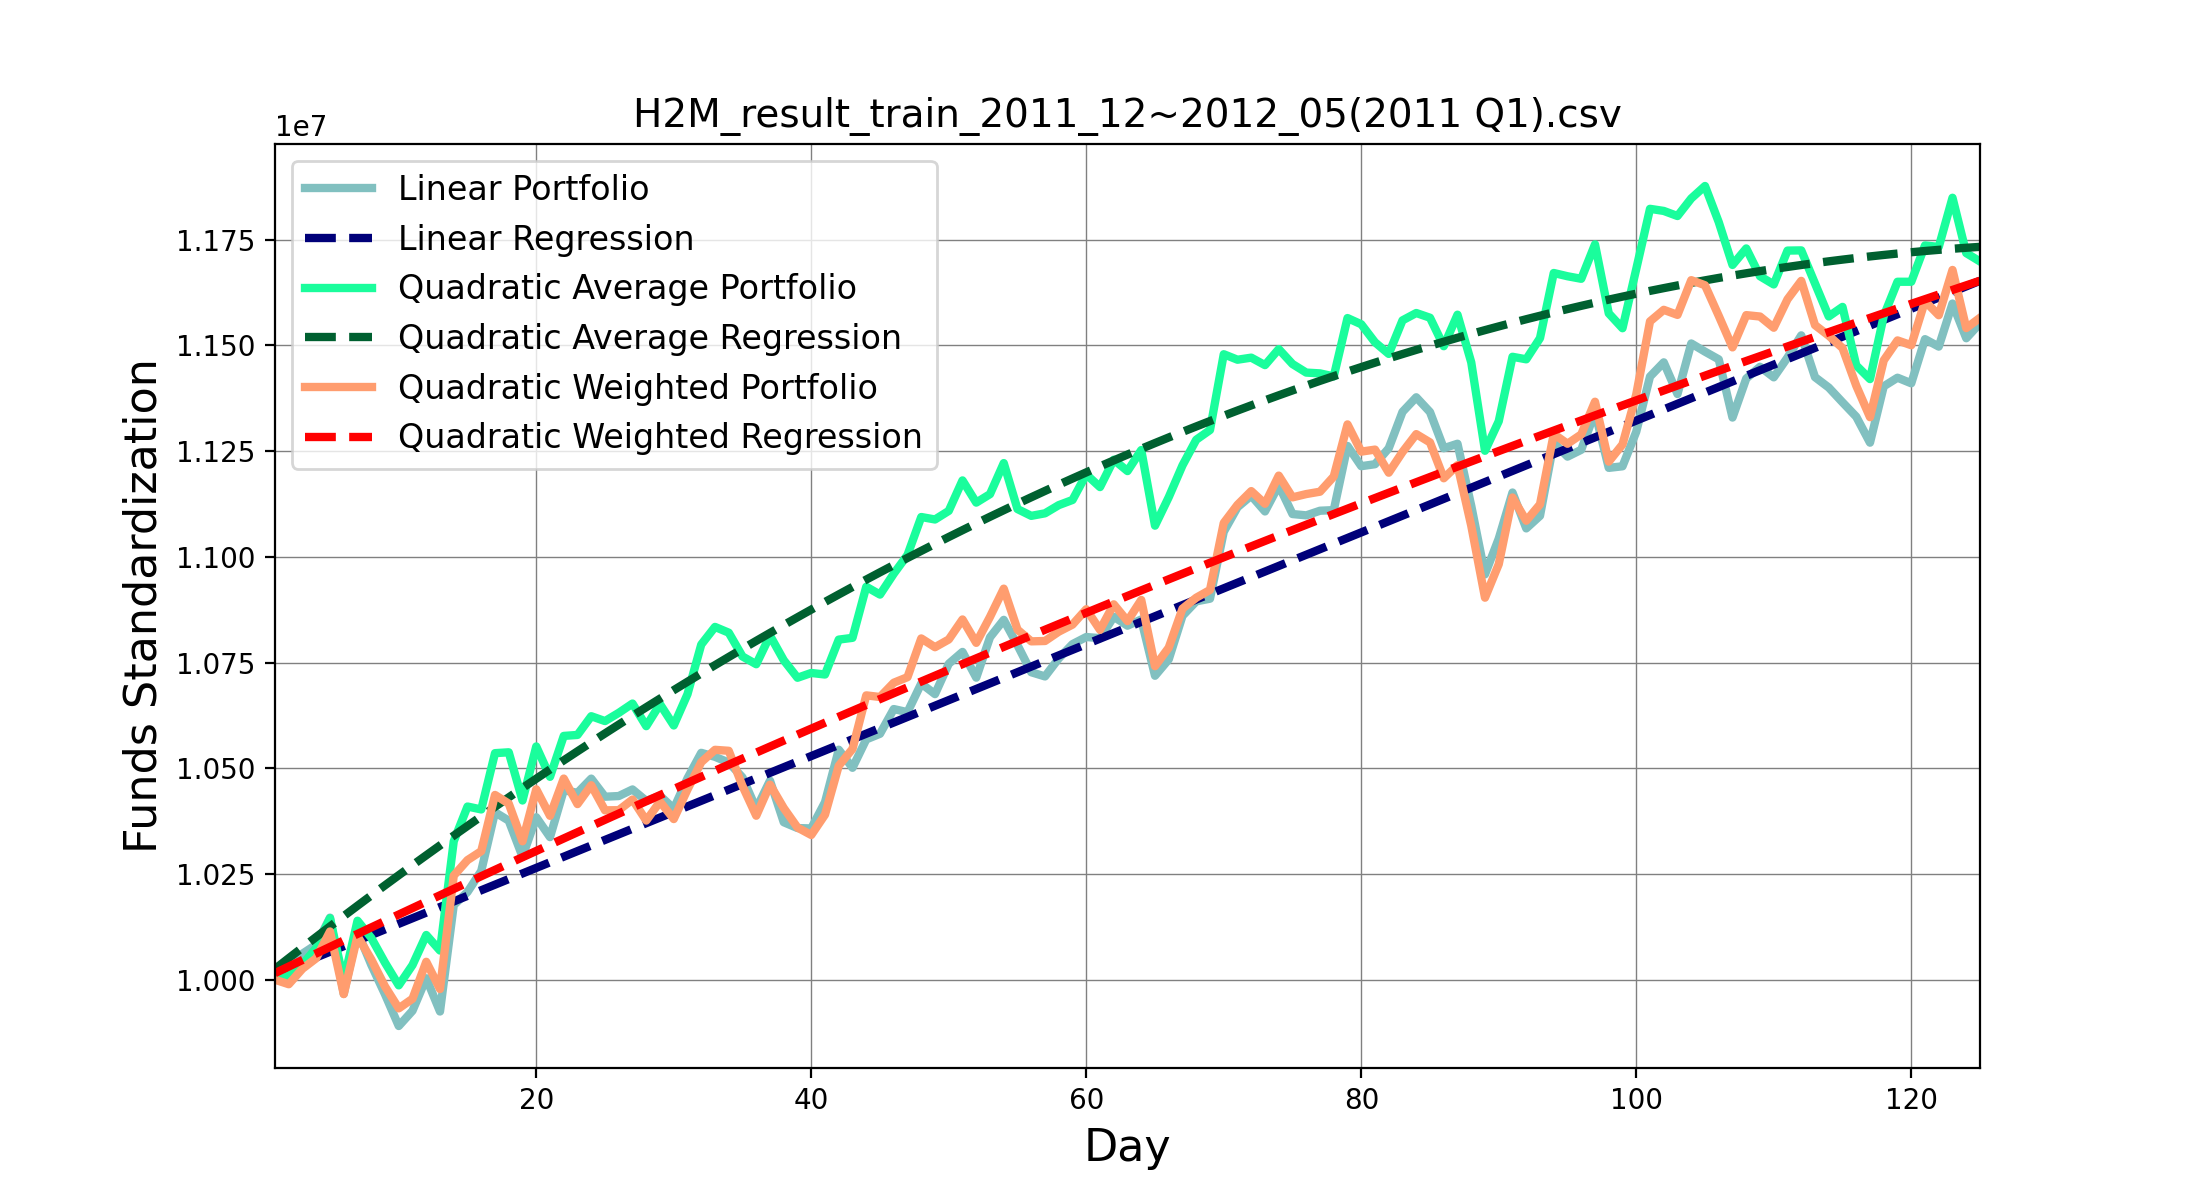 H2M_result_train_2011_12~2012_05(2011 Q1).csv
1e7
Linear Portfolio
Linear Regression
Quadratic Average Portfolio
Quadratic Average Regression
Quadratic Weighted Portfolio
Quadratic Weighted Regression
Funds Standardization
1.175
1.150
1.125
1.100
1.075
1.050
1.025
1.000
20 40 60 80 100 120
Day